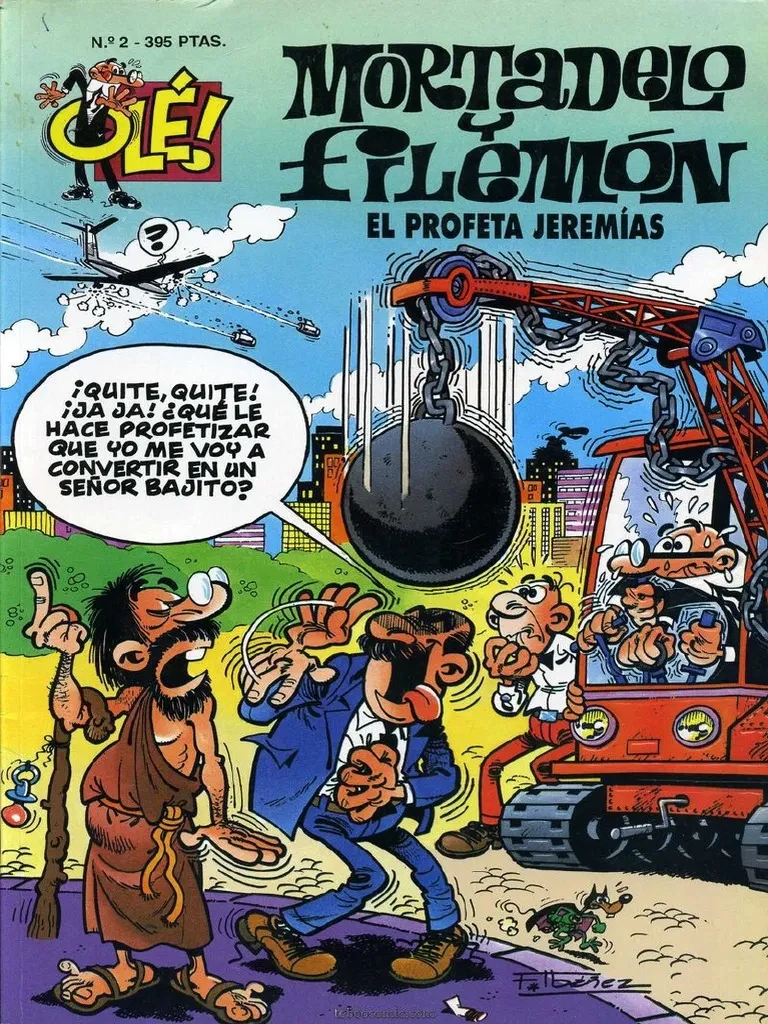 N.º 2 - 395 PTAS.
OLÉ!
MORTADELO
Y
FILEMÓN
EL PROFETA JEREMÍAS
?
¡QUITE, QUITE!
¡JA JA! ¿QUÉ LE
HACE PROFETIZAR
QUE YO ME VOY A
CONVERTIR EN UN
SEÑOR BAJITO?
F. Ibáñez